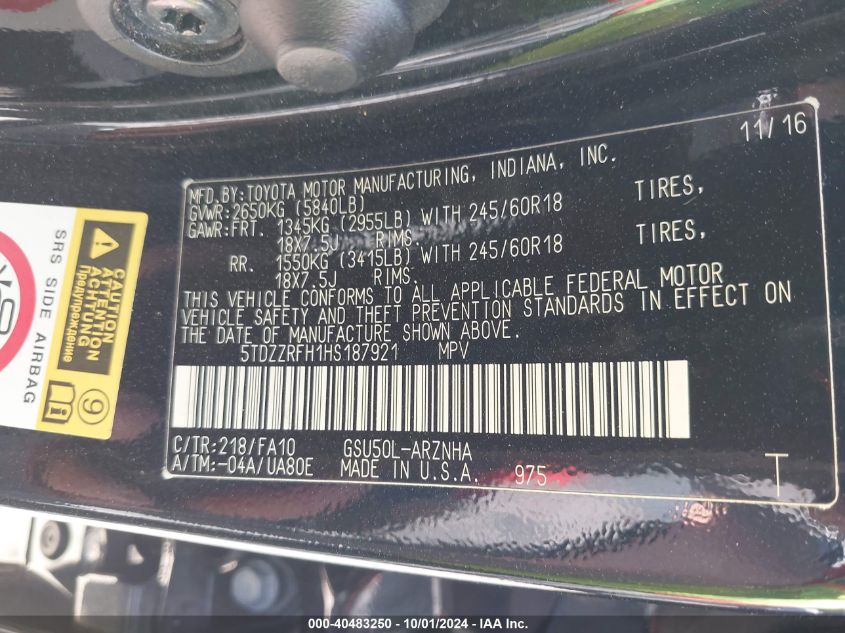 11/16
MFD.BY:TOYOTA MOTOR MANUFACTURING, INDIANA, INC.
GVWR:2650KG (5840LB)
GAWR:FRT. 1345KG (2955LB) WITH 245/60R18 TIRES,
18X7.5J RIMS.
RR. 1550KG (3415LB) WITH 245/60R18 TIRES,
18X7.5J RIMS.
THIS VEHICLE CONFORMS TO ALL APPLICABLE FEDERAL MOTOR
VEHICLE SAFETY AND THEFT PREVENTION STANDARDS IN EFFECT ON
THE DATE OF MANUFACTURE SHOWN ABOVE.
5TDZZRFH1HS187921 MPV
C/TR:218/FA10 GSU50L-ARZNHA
A/TM:-04A/UA80E MADE IN U.S.A. 975 T
SRS SIDE AIRBAG
CAUTION
ATTENZIONE
ACHTUNG
Предупреждение
9
000-40483250 - 10/01/2024 - IAA Inc.